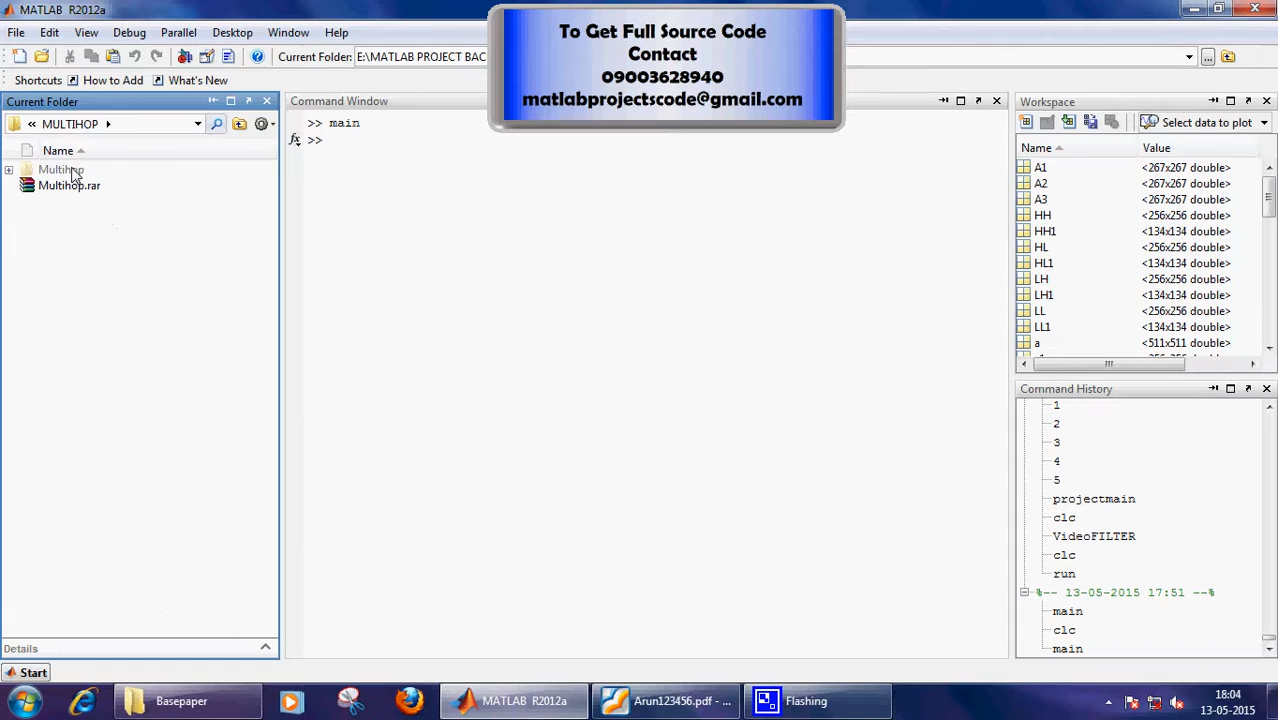 MATLAB R2012a
To Get Full Source Code
Contact
09003628940
matlabprojectscode@gmail.com
File Edit View Debug Parallel Desktop Window Help
Current Folder: E:\MATLAB PROJECT BAC
Shortcuts How to Add What's New
Current Folder
« MULTIHOP
Name
Multihop
Multihop.rar
Details
Command Window
>> main
fx >>
Workspace
Select data to plot
Name Value
A1 <267x267 double>
A2 <267x267 double>
A3 <267x267 double>
HH <256x256 double>
HH1 <134x134 double>
HL <256x256 double>
HL1 <134x134 double>
LH <256x256 double>
LH1 <134x134 double>
LL <256x256 double>
LL1 <134x134 double>
a <511x511 double>
Command History
1
2
3
4
5
projectmain
clc
VideoFILTER
clc
run
%-- 13-05-2015 17:51 --%
main
clc
main
Start
Basepaper
MATLAB R2012a
Arun123456.pdf - ...
Flashing
18:04
13-05-2015